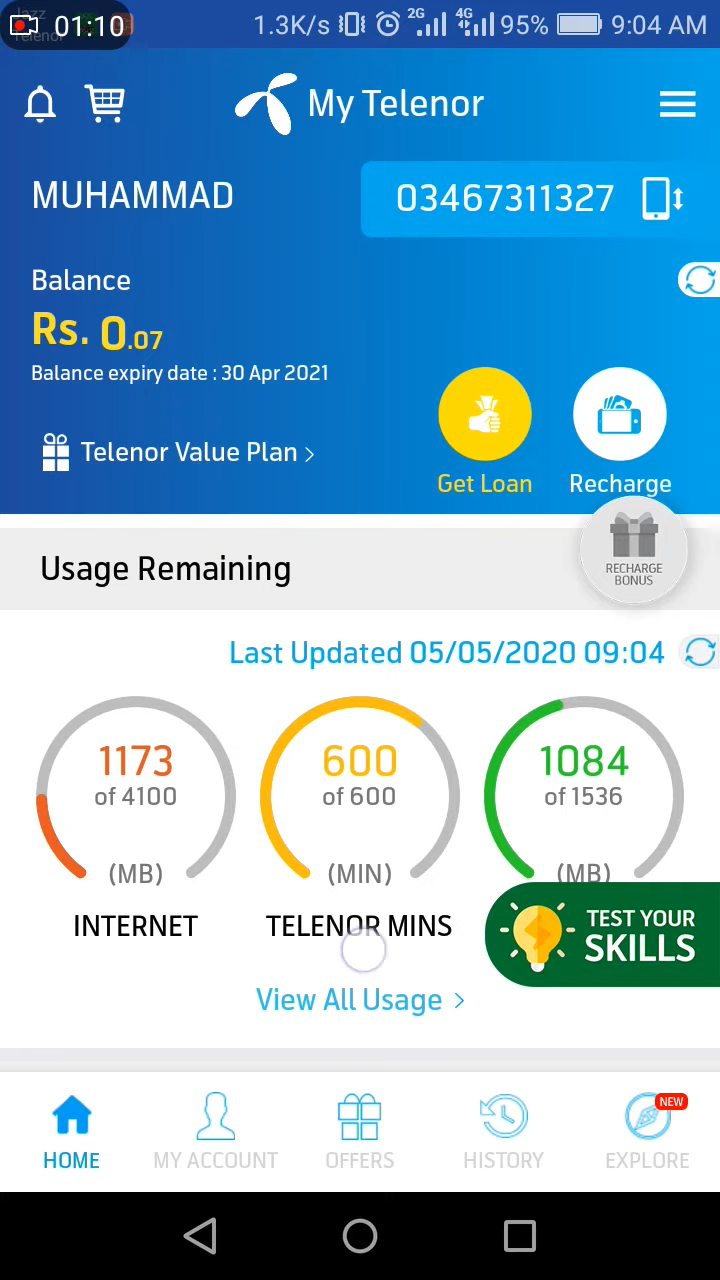 01:10
1.3K/s 2G 4G 95% 9:04 AM
Telenor
My Telenor
MUHAMMAD
03467311327
Balance
Rs. 0.07
Balance expiry date : 30 Apr 2021
Telenor Value Plan >
Get Loan
Recharge
Usage Remaining
RECHARGE
BONUS
Last Updated 05/05/2020 09:04
1173
of 4100
(MB)
INTERNET
600
of 600
(MIN)
TELENOR MINS
1084
of 1536
(MB)
TEST YOUR
SKILLS
View All Usage >
HOME
MY ACCOUNT
OFFERS
HISTORY
NEW
EXPLORE